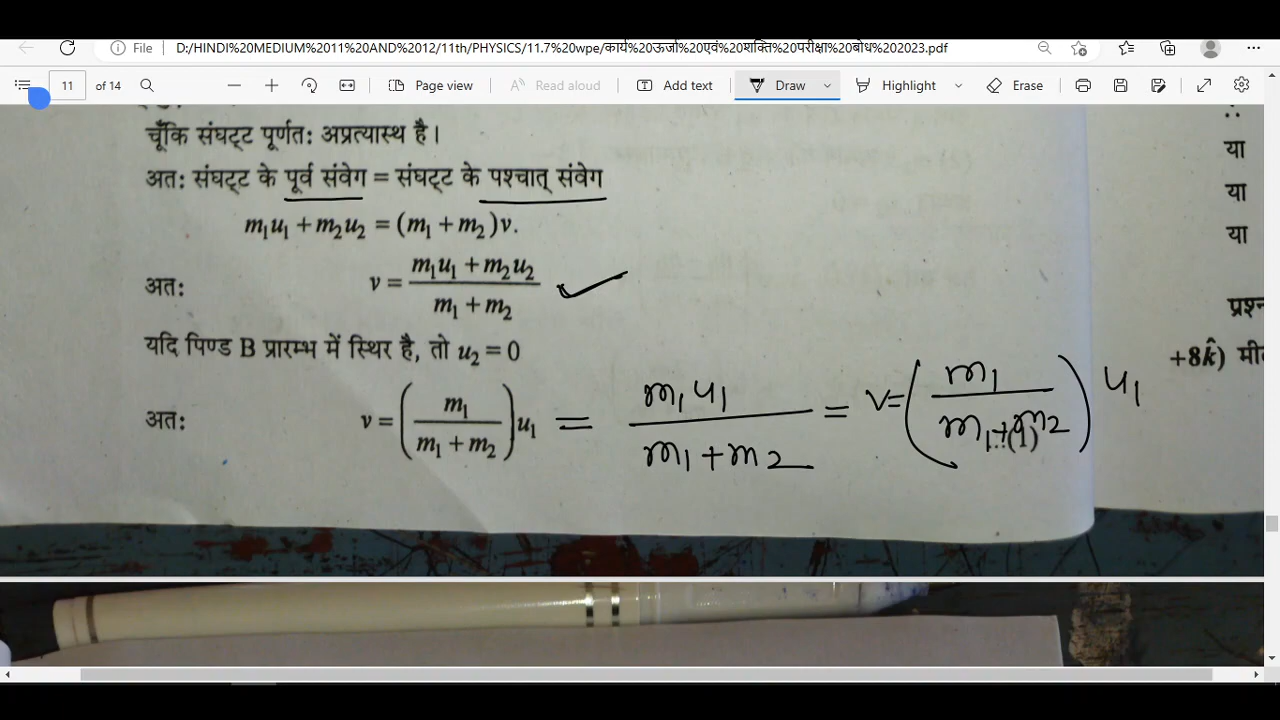 File D:/HINDI%20MEDIUM%2011%20AND%2012/11th/PHYSICS/11.7%20wpe/कार्य%20ऊर्जा%20एवं%20शक्ति%20परीक्षा%20बोध%202023.pdf
11 of 14 Page view Read aloud Add text Draw Highlight Erase
चूँकि संघट्ट पूर्णत: अप्रत्यास्थ है।
अत: संघट्ट के पूर्व संवेग = संघट्ट के पश्चात् संवेग
m₁u₁ + m₂u₂ = (m₁ + m₂)v.
अत: v = (m₁u₁ + m₂u₂)/(m₁ + m₂)
यदि पिण्ड B प्रारम्भ में स्थिर है, तो u₂ = 0
अत: v = (m₁/(m₁ + m₂))u₁ = m₁u₁/(m₁+m₂) = v=(m₁/(m₁+m₂))u₁
...(1)
∴
या
या
या
+8k̂)